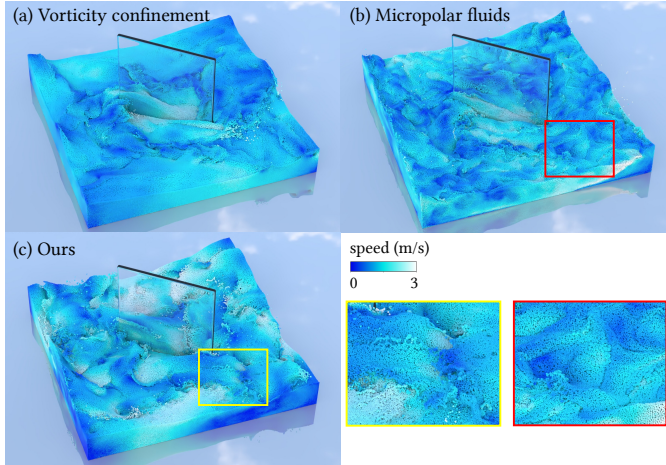 (a) Vorticity confinement
(b) Micropolar fluids
(c) Ours
speed (m/s)
0 3